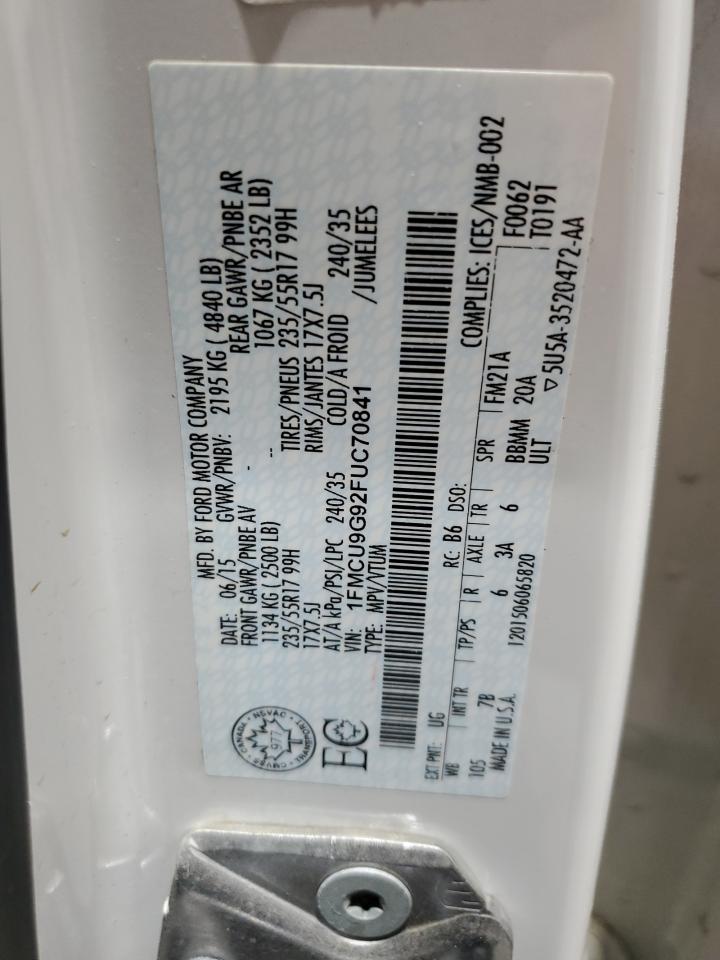 MFD. BY FORD MOTOR COMPANY
DATE: 06/15 GVWR/PNBV: 2195 KG ( 4840 LB)
FRONT GAWR/PNBE AV - REAR GAWR/PNBE AR
1134 KG ( 2500 LB) -- 1067 KG ( 2352 LB)
235/55R17 99H TIRES/PNEUS 235/55R17 99H
17X7.5J RIMS/JANTES 17X7.5J
AT/A kPa/PSI/LPC 240/35 COLD/A FROID 240/35
VIN: 1FMCU9G92FUC70841 /JUMELEES
TYPE: MPV/VTUM
CANADA · NSVAC · TRANSPORT · CMVSS
977
EC
COMPLIES: ICES/NMB-002
EXT PNT: UG RC: B6 DSO: F0062
WB INT TR TP/PS R AXLE TR SPR FM21A T0191
105 7B 6 3A 6 BBMM 20A
MADE IN U.S.A. 1201506065820 ULT ▽ 5U5A-3520472-AA